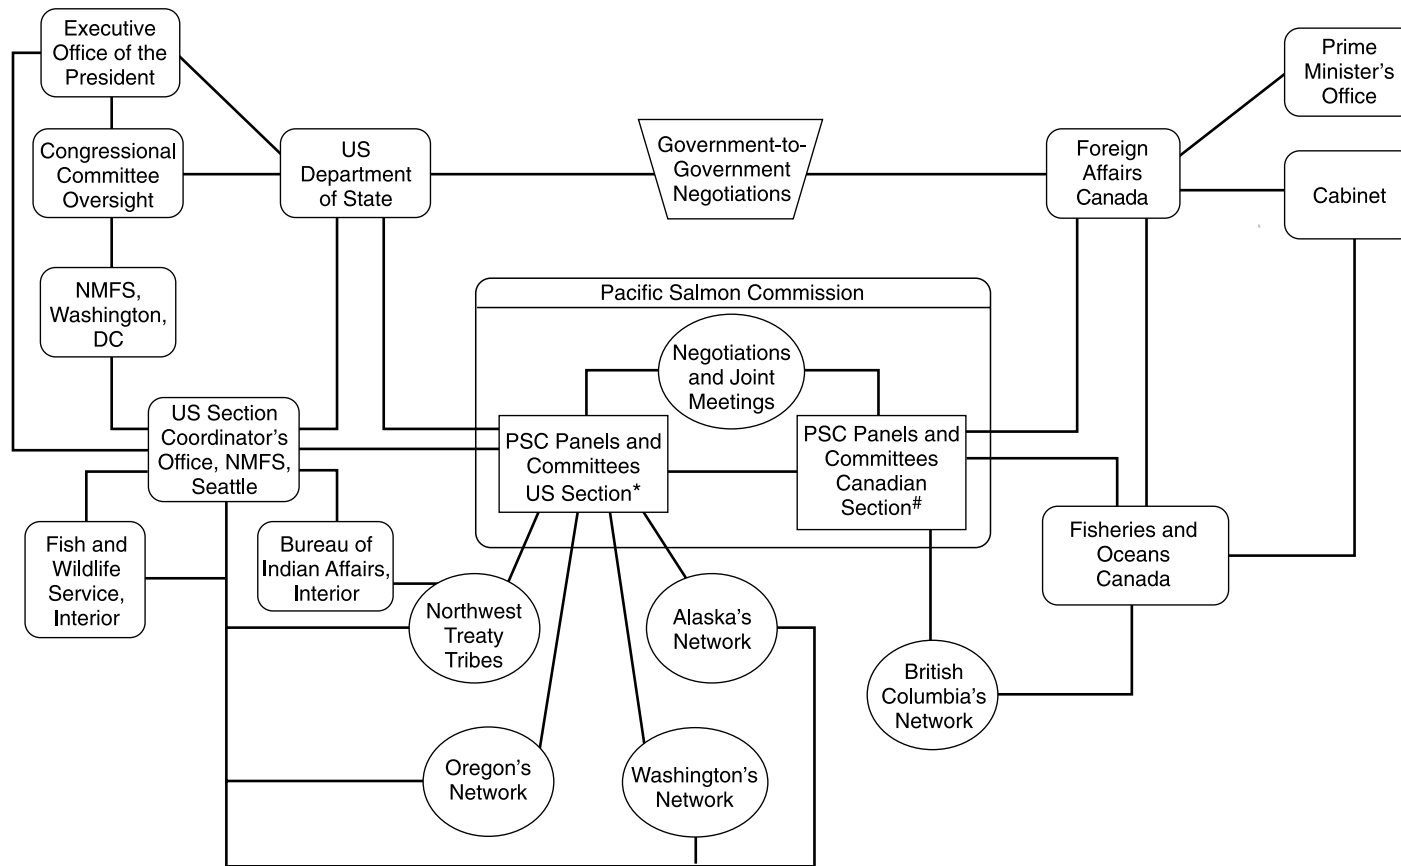 Executive
Office of the
President
Prime
Minister's
Office
Congressional
Committee
Oversight
US
Department
of State
Government-to-
Government
Negotiations
Foreign
Affairs
Canada
Cabinet
NMFS,
Washington,
DC
Pacific Salmon Commission
Negotiations
and Joint
Meetings
US Section
Coordinator's
Office, NMFS,
Seattle
PSC Panels and
Committees
US Section*
PSC Panels and
Committees
Canadian
Section#
Fish and
Wildlife
Service,
Interior
Bureau of
Indian Affairs,
Interior
Fisheries and
Oceans
Canada
Northwest
Treaty
Tribes
Alaska's
Network
British
Columbia's
Network
Oregon's
Network
Washington's
Network